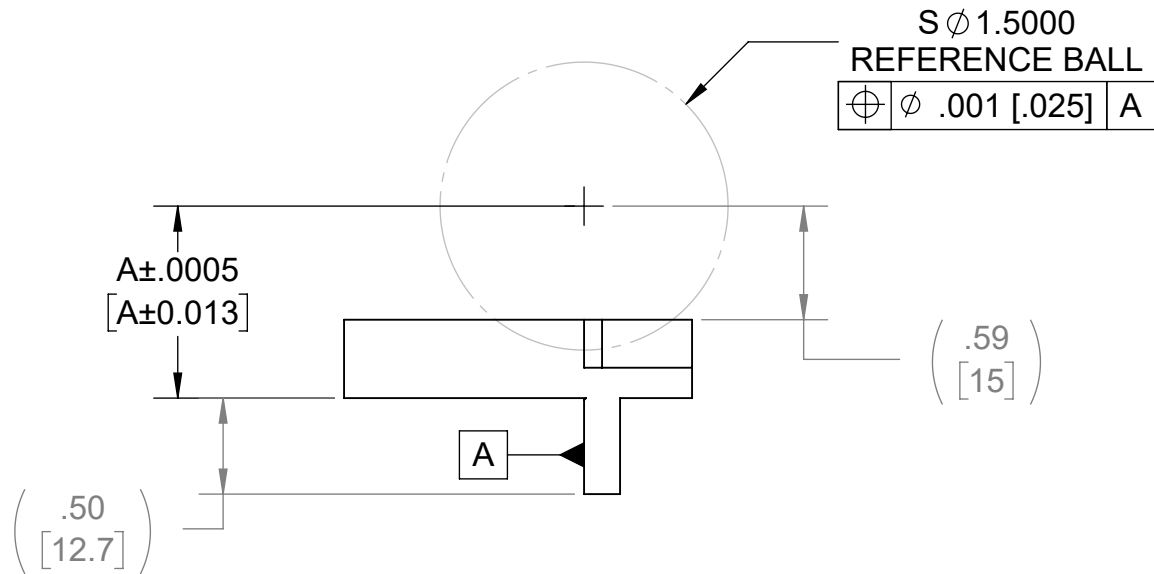 S⌀1.5000
REFERENCE BALL
⌖ ⌀ .001 [.025] A
A±.0005
[A±0.013]
(.59
[15])
A
(.50
[12.7])